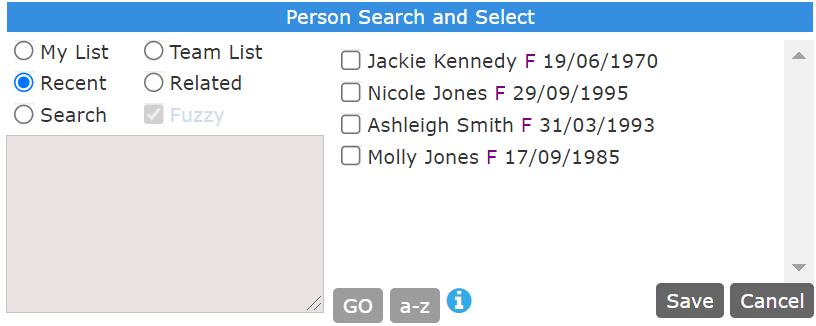 Person Search and Select
My List Team List
Recent Related
Search Fuzzy
Jackie Kennedy F 19/06/1970
Nicole Jones F 29/09/1995
Ashleigh Smith F 31/03/1993
Molly Jones F 17/09/1985
GO a-z i Save Cancel